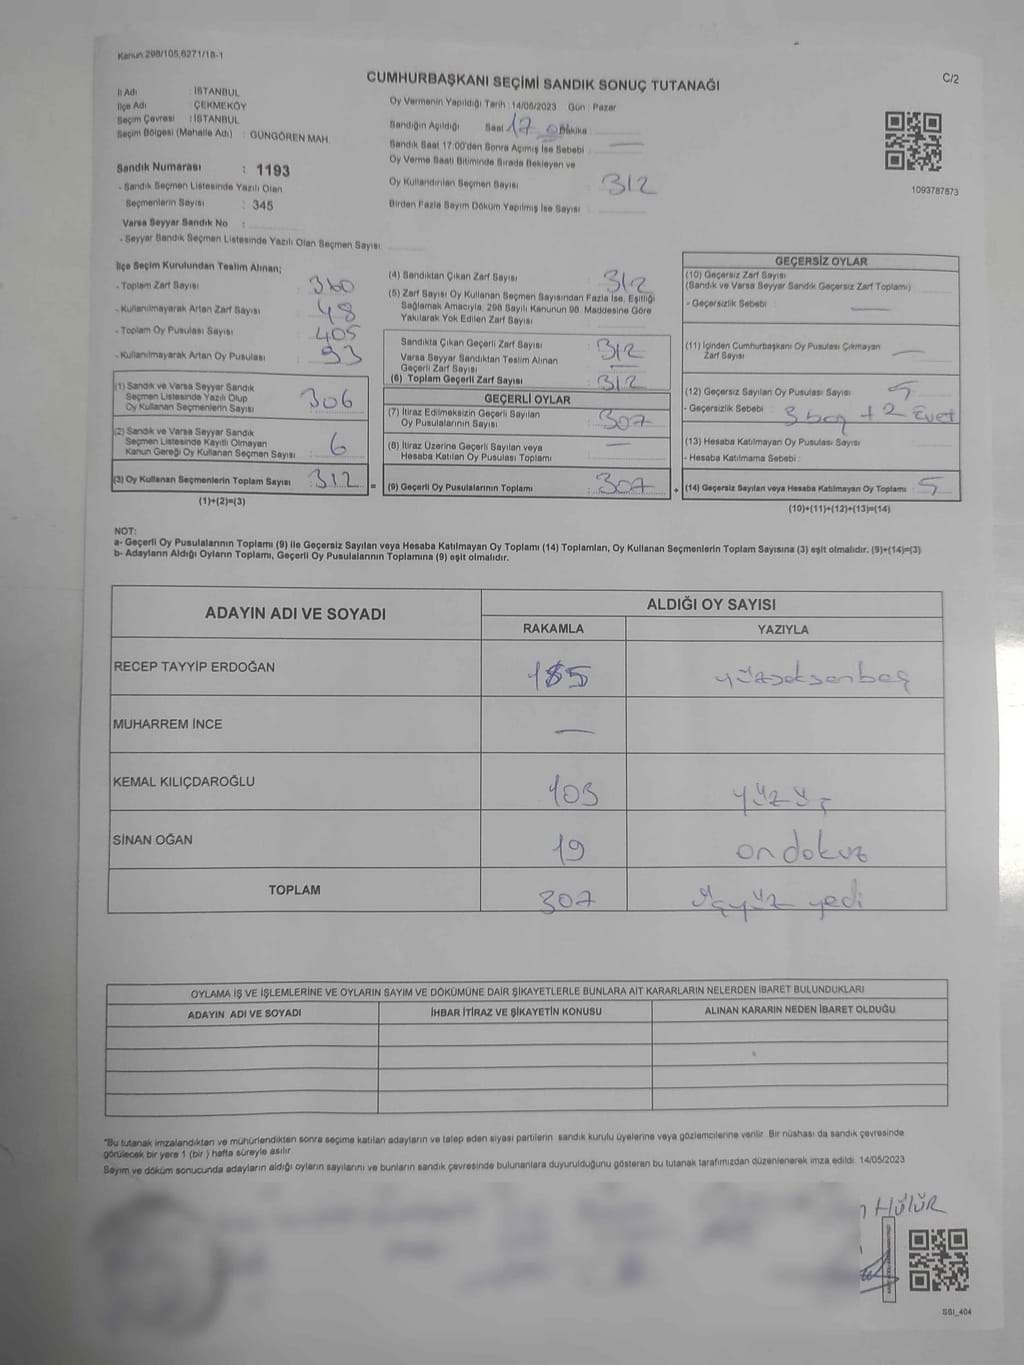 Kanun 298/105,6271/18-1
C/2
CUMHURBAŞKANI SEÇİMİ SANDIK SONUÇ TUTANAĞI
İl Adı : İSTANBUL
İlçe Adı : ÇEKMEKÖY
Seçim Çevresi : İSTANBUL
Seçim Bölgesi (Mahalle Adı) : GÜNGÖREN MAH.
Sandık Numarası : 1193
- Sandık Seçmen Listesinde Yazılı Olan
Seçmenlerin Sayısı : 345
Varsa Seyyar Sandık No :
- Seyyar Sandık Seçmen Listesinde Yazılı Olan Seçmen Sayısı:
Oy Vermenin Yapıldığı Tarih :14/05/2023 Gün : Pazar
Sandığın Açıldığı Saat 17 Dakika :
Sandık Saat 17:00'den Sonra Açımış İse Sebebi : —
Oy Verme Saati Bitiminde Sırada Bekleyen ve
Oy Kullandırılan Seçmen Sayısı : 312
Birden Fazla Sayım Döküm Yapılmış İse Sayısı :
1093787873
İlçe Seçim Kurulundan Teslim Alınan;
- Toplam Zarf Sayısı : 360
- Kullanılmayarak Artan Zarf Sayısı : 48
- Toplam Oy Pusulası Sayısı : 405
- Kullanılmayarak Artan Oy Pusulası : 93
(1) Sandık ve Varsa Seyyar Sandık
Seçmen Listesinde Yazılı Olup
Oy Kullanan Seçmenlerin Sayısı : 306
(2) Sandık ve Varsa Seyyar Sandık
Seçmen Listesinde Kayıtlı Olmayan
Kanun Gereği Oy Kullanan Seçmen Sayısı : 6
(3) Oy Kullanan Seçmenlerin Toplam Sayısı : 312 =
(1)+(2)=(3)
(4) Sandıktan Çıkan Zarf Sayısı : 312
(5) Zarf Sayısı Oy Kullanan Seçmen Sayısından Fazla İse, Eşitliği
Sağlamak Amacıyla, 298 Sayılı Kanunun 98. Maddesine Göre
Yakılarak Yok Edilen Zarf Sayısı :
Sandıkta Çıkan Geçerli Zarf Sayısı : 312
Varsa Seyyar Sandıktan Teslim Alınan
Geçerli Zarf Sayısı : —
(6) Toplam Geçerli Zarf Sayısı : 312
GEÇERLİ OYLAR
(7) İtiraz Edilmeksizin Geçerli Sayılan
Oy Pusulalarının Sayısı : 307
(8) İtiraz Üzerine Geçerli Sayılan veya
Hesaba Katılan Oy Pusulası Toplamı : —
(9) Geçerli Oy Pusulalarının Toplamı : 307 +
GEÇERSİZ OYLAR
(10) Geçersiz Zarf Sayısı
(Sandık ve Varsa Seyyar Sandık Geçersiz Zarf Toplamı) :
- Geçersizlik Sebebi : —
(11) İçinden Cumhurbaşkanı Oy Pusulası Çıkmayan
Zarf Sayısı : —
(12) Geçersiz Sayılan Oy Pusulası Sayısı : 5
- Geçersizlik Sebebi : 3 boş + 2 Evet
(13) Hesaba Katılmayan Oy Pusulası Sayısı :
- Hesaba Katılmama Sebebi :
(14) Geçersiz Sayılan veya Hesaba Katılmayan Oy Toplamı : 5
(10)+(11)+(12)+(13)=(14)
NOT:
a- Geçerli Oy Pusulalarının Toplamı (9) ile Geçersiz Sayılan veya Hesaba Katılmayan Oy Toplamı (14) Toplamları, Oy Kullanan Seçmenlerin Toplam Sayısına (3) eşit olmalıdır. (9)+(14)=(3)
b- Adayların Aldığı Oyların Toplamı, Geçerli Oy Pusulalarının Toplamına (9) eşit olmalıdır.
ADAYIN ADI VE SOYADI
ALDIĞI OY SAYISI
RAKAMLA YAZIYLA
RECEP TAYYİP ERDOĞAN 185 yüzseksenbeş
MUHARREM İNCE —
KEMAL KILIÇDAROĞLU 103 yüz üç
SİNAN OĞAN 19 on dokuz
TOPLAM 307 üçyüz yedi
OYLAMA İŞ VE İŞLEMLERİNE VE OYLARIN SAYIM VE DÖKÜMÜNE DAİR ŞİKAYETLERLE BUNLARA AİT KARARLARIN NELERDEN İBARET BULUNDUKLARI
ADAYIN ADI VE SOYADI İHBAR İTİRAZ VE ŞİKAYETİN KONUSU ALINAN KARARIN NEDEN İBARET OLDUĞU
*Bu tutanak imzalandıktan ve mühürlendikten sonra seçime katılan adayların ve talep eden siyasi partilerin sandık kurulu üyelerine veya gözlemcilerine verilir. Bir nüshası da sandık çevresinde
görülecek bir yere 1 (bir ) hafta süreyle asılır.
Sayım ve döküm sonucunda adayların aldığı oyların sayılarını ve bunların sandık çevresinde bulunanlara duyurulduğunu gösteren bu tutanak tarafımızdan düzenlenerek imza edildi. 14/05/2023
HÜLÜR
SSI_404